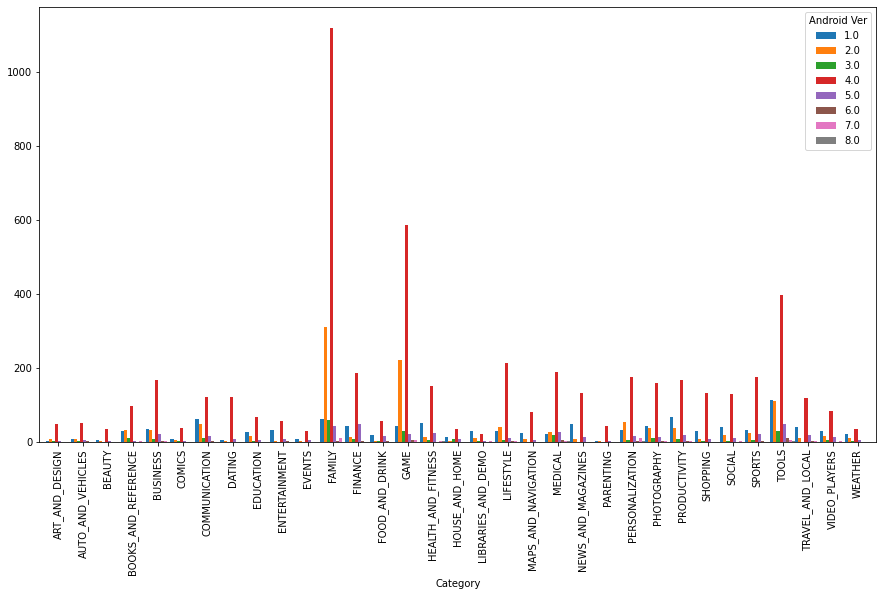 Android Ver
1.0
2.0
3.0
4.0
5.0
6.0
7.0
8.0
1000
800
600
400
200
0
ART_AND_DESIGN
AUTO_AND_VEHICLES
BEAUTY
BOOKS_AND_REFERENCE
BUSINESS
COMICS
COMMUNICATION
DATING
EDUCATION
ENTERTAINMENT
EVENTS
FAMILY
FINANCE
FOOD_AND_DRINK
GAME
HEALTH_AND_FITNESS
HOUSE_AND_HOME
LIBRARIES_AND_DEMO
LIFESTYLE
MAPS_AND_NAVIGATION
MEDICAL
NEWS_AND_MAGAZINES
PARENTING
PERSONALIZATION
PHOTOGRAPHY
PRODUCTIVITY
SHOPPING
SOCIAL
SPORTS
TOOLS
TRAVEL_AND_LOCAL
VIDEO_PLAYERS
WEATHER
Category